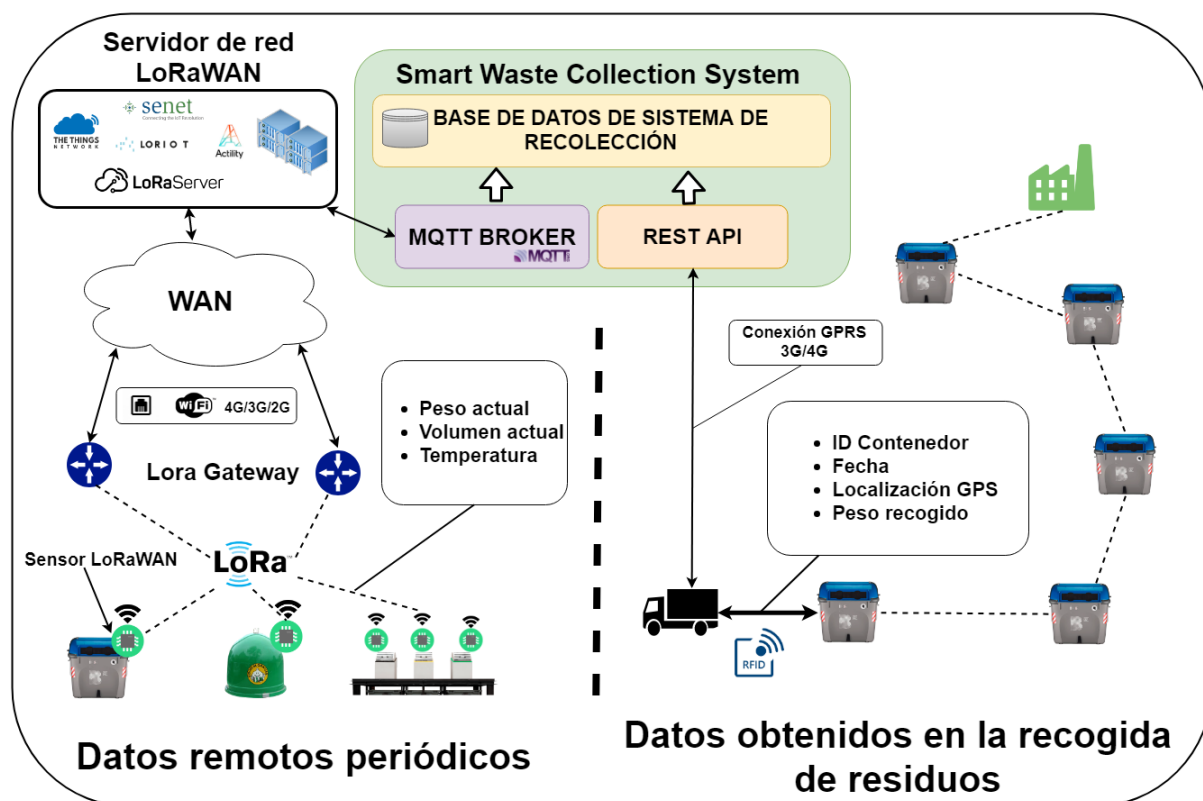 Servidor de red
LoRaWAN
senet
Connecting the IoT Revolution
THE THINGS
NETWORK
LORIOT
Actility
LoRaServer
Smart Waste Collection System
BASE DE DATOS DE SISTEMA DE
RECOLECCIÓN
MQTT BROKER
MQTT
REST API
WAN
WiFi
4G/3G/2G
Lora Gateway
• Peso actual
• Volumen actual
• Temperatura
LoRa
Sensor LoRaWAN
Datos remotos periódicos
Conexión GPRS
3G/4G
• ID Contenedor
• Fecha
• Localización GPS
• Peso recogido
RFID
Datos obtenidos en la recogida
de residuos